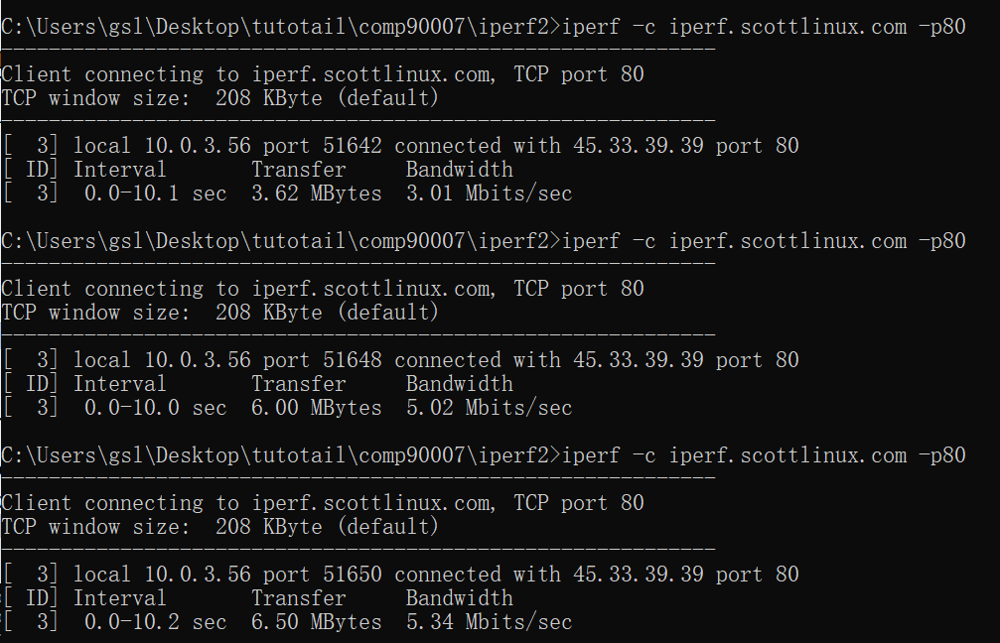 C:\Users\gsl\Desktop\tutotail\comp90007\iperf2>iperf -c iperf.scottlinux.com -p80
------------------------------------------------------------
Client connecting to iperf.scottlinux.com, TCP port 80
TCP window size:  208 KByte (default)
------------------------------------------------------------
[  3] local 10.0.3.56 port 51642 connected with 45.33.39.39 port 80
[ ID] Interval       Transfer     Bandwidth
[  3]  0.0-10.1 sec  3.62 MBytes  3.01 Mbits/sec
C:\Users\gsl\Desktop\tutotail\comp90007\iperf2>iperf -c iperf.scottlinux.com -p80
------------------------------------------------------------
Client connecting to iperf.scottlinux.com, TCP port 80
TCP window size:  208 KByte (default)
------------------------------------------------------------
[  3] local 10.0.3.56 port 51648 connected with 45.33.39.39 port 80
[ ID] Interval       Transfer     Bandwidth
[  3]  0.0-10.0 sec  6.00 MBytes  5.02 Mbits/sec
C:\Users\gsl\Desktop\tutotail\comp90007\iperf2>iperf -c iperf.scottlinux.com -p80
------------------------------------------------------------
Client connecting to iperf.scottlinux.com, TCP port 80
TCP window size:  208 KByte (default)
------------------------------------------------------------
[  3] local 10.0.3.56 port 51650 connected with 45.33.39.39 port 80
[ ID] Interval       Transfer     Bandwidth
[  3]  0.0-10.2 sec  6.50 MBytes  5.34 Mbits/sec